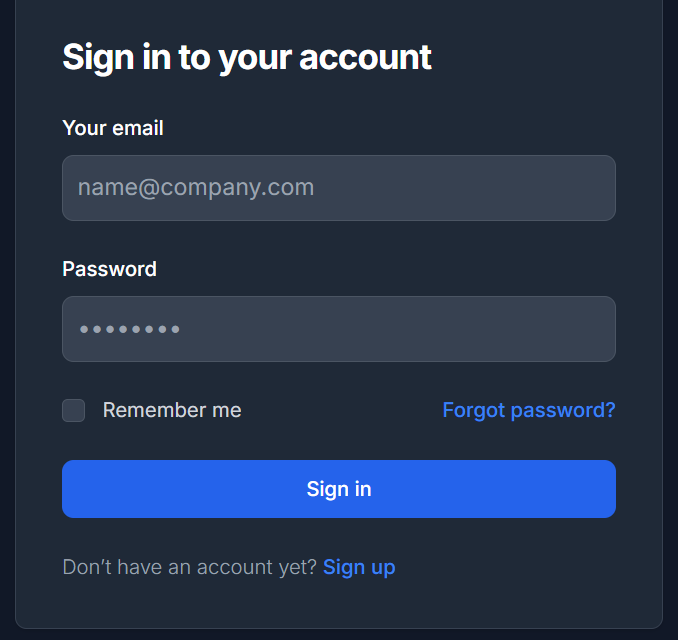 Sign in to your account
Your email
name@company.com
Password
••••••••
Remember me
Forgot password?
Sign in
Don’t have an account yet? Sign up